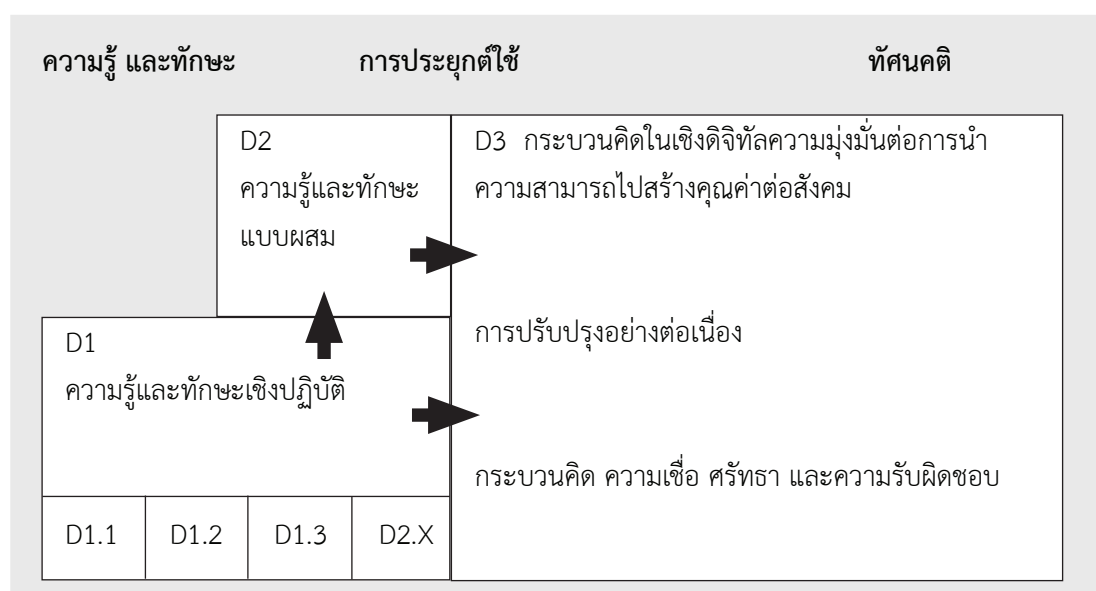 ความรู้ และทักษะ การประยุกต์ใช้ ทัศนคติ
D2
ความรู้และทักษะ
แบบผสม
D3 กระบวนคิดในเชิงดิจิทัลความมุ่งมั่นต่อการนำ
ความสามารถไปสร้างคุณค่าต่อสังคม
การปรับปรุงอย่างต่อเนื่อง
กระบวนคิด ความเชื่อ ศรัทธา และความรับผิดชอบ
D1
ความรู้และทักษะเชิงปฏิบัติ
D1.1 D1.2 D1.3 D2.X